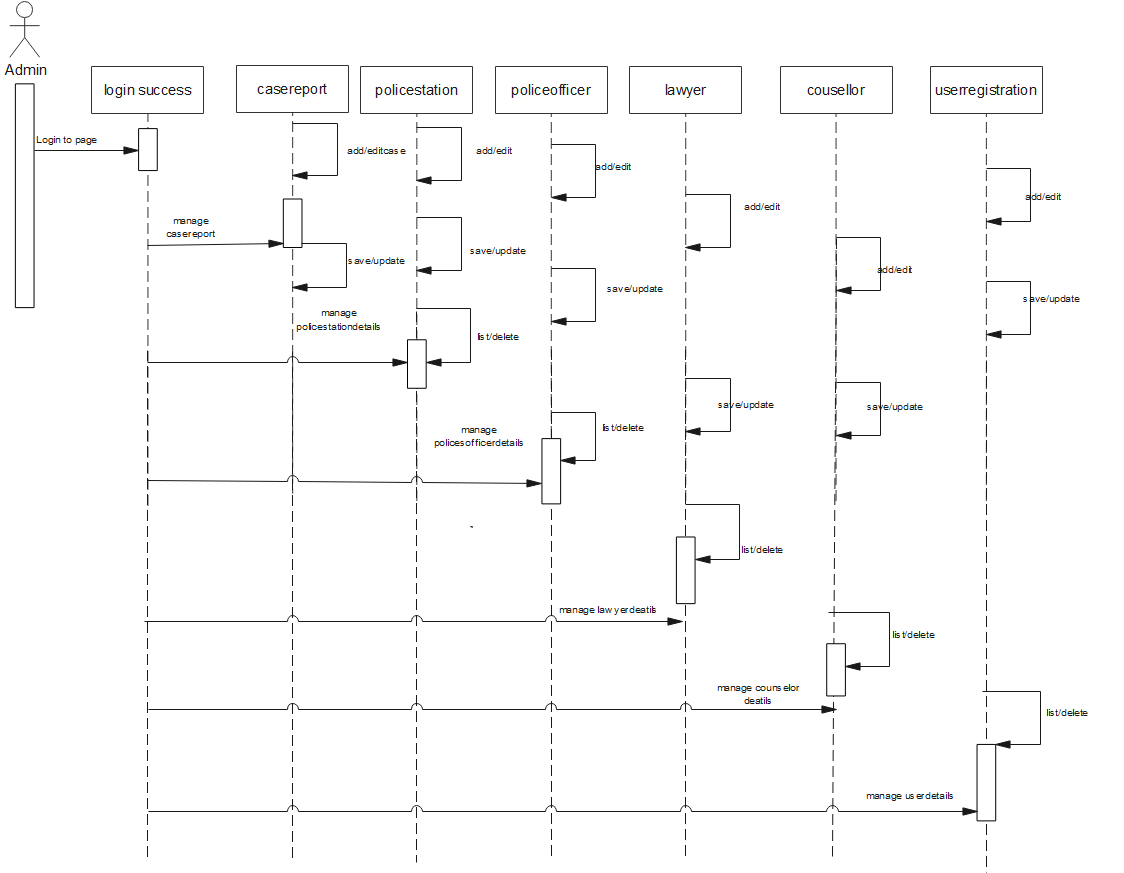 Admin
login success
casereport
policestation
policeofficer
lawyer
cousellor
userregistration
Login to page
add/editcase
add/edit
add/edit
add/edit
add/edit
manage
casereport
save/update
save/update
save/update
add/edit
save/update
manage
policestationdetails
list/delete
save/update
save/update
manage
policesofficerdetails
list/delete
list/delete
manage lawyerdeatils
list/delete
manage counselor
deatils
list/delete
manage userdetails